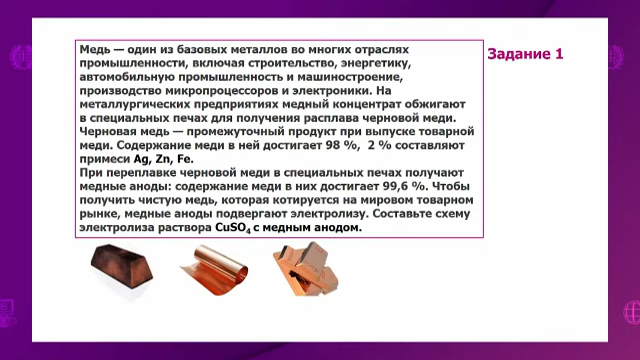 Медь — один из базовых металлов во многих отраслях
промышленности, включая строительство, энергетику,
автомобильную промышленность и машиностроение,
производство микропроцессоров и электроники. На
металлургических предприятиях медный концентрат обжигают
в специальных печах для получения расплава черновой меди.
Черновая медь — промежуточный продукт при выпуске товарной
меди. Содержание меди в ней достигает 98 %, 2 % составляют
примеси Ag, Zn, Fe.
При переплавке черновой меди в специальных печах получают
медные аноды: содержание меди в них достигает 99,6 %. Чтобы
получить чистую медь, которая котируется на мировом товарном
рынке, медные аноды подвергают электролизу. Составьте схему
электролиза раствора CuSO₄ с медным анодом.
Задание 1